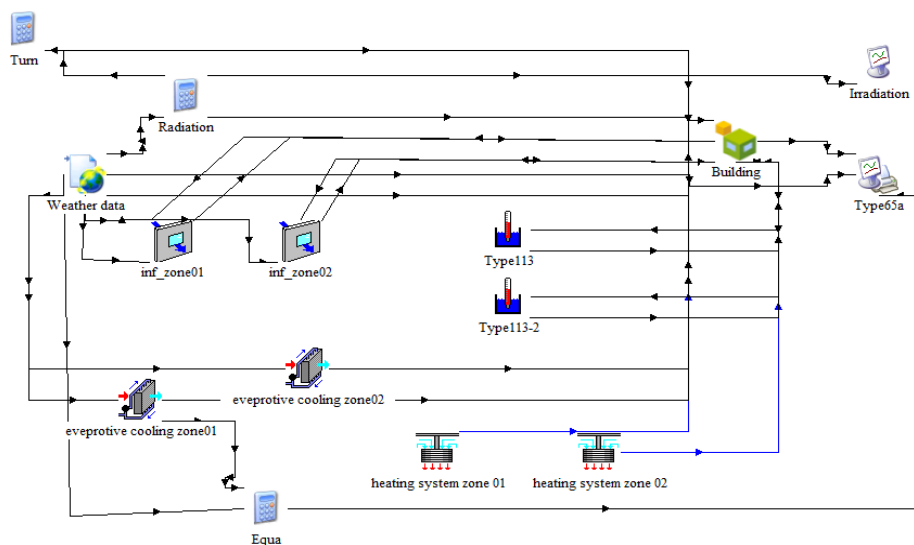 Turn
Irradiation
Radiation
Building
Weather data
Type65a
inf_zone01
inf_zone02
Type113
Type113-2
eveprotive cooling zone02
eveprotive cooling zone01
heating system zone 01
heating system zone 02
Equa